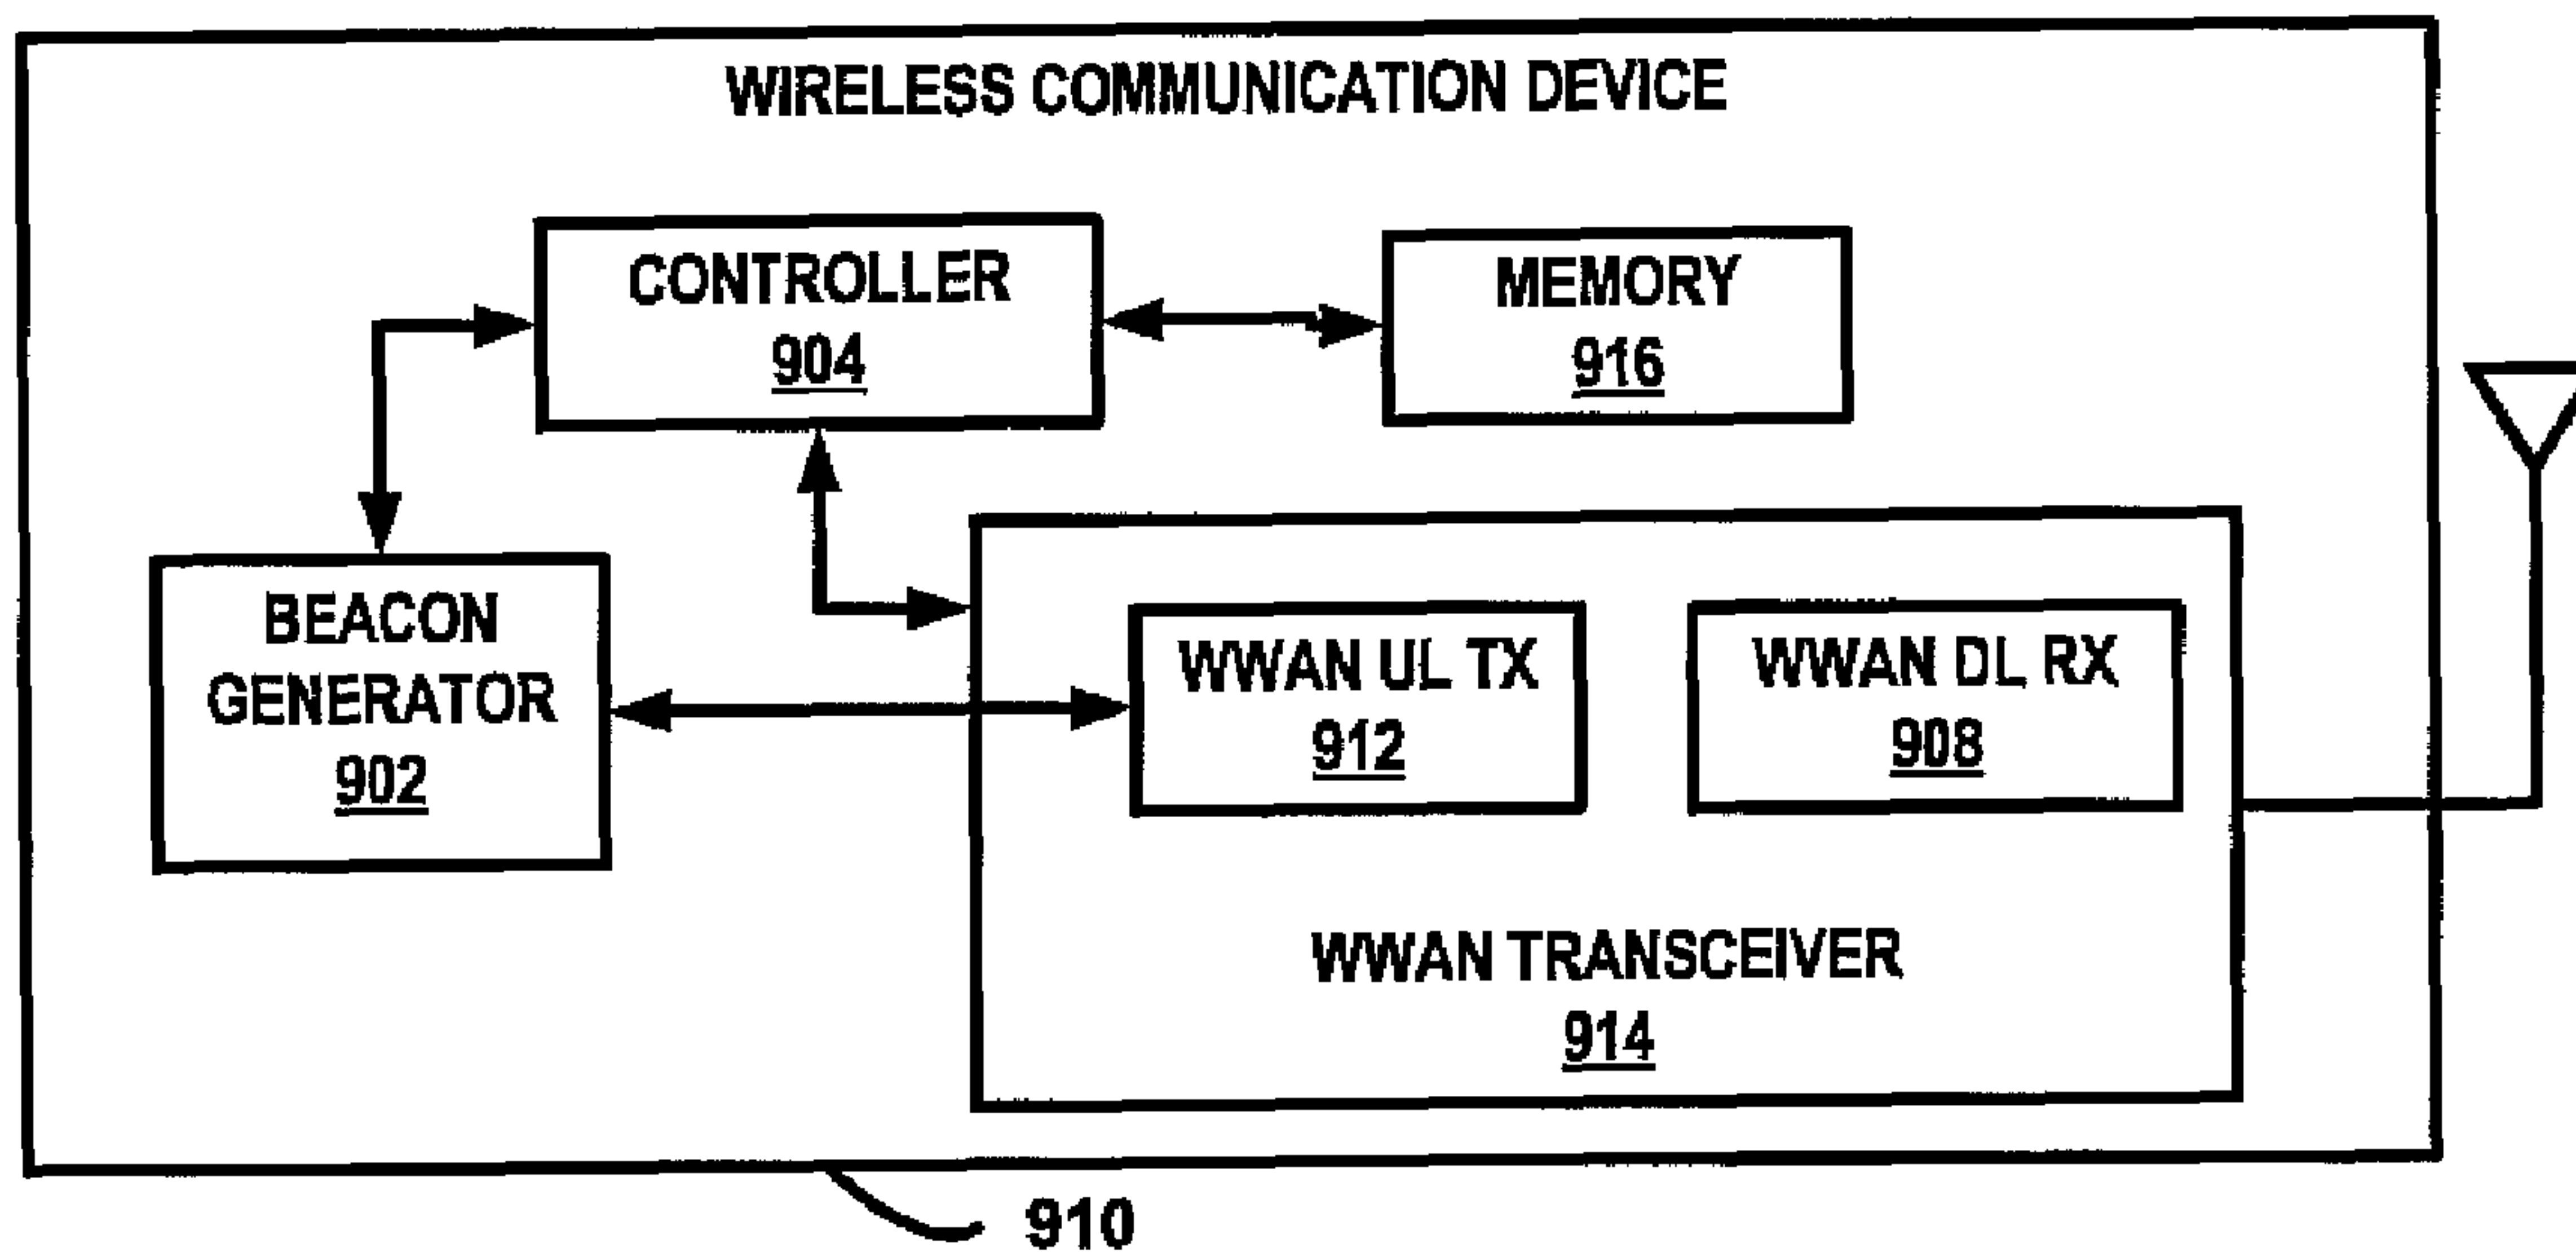 WIRELESS COMMUNICATION DEVICE
CONTROLLER
904
MEMORY
916
BEACON
GENERATOR
902
WWAN UL TX
912
WWAN DL RX
908
WWAN TRANSCEIVER
914
910